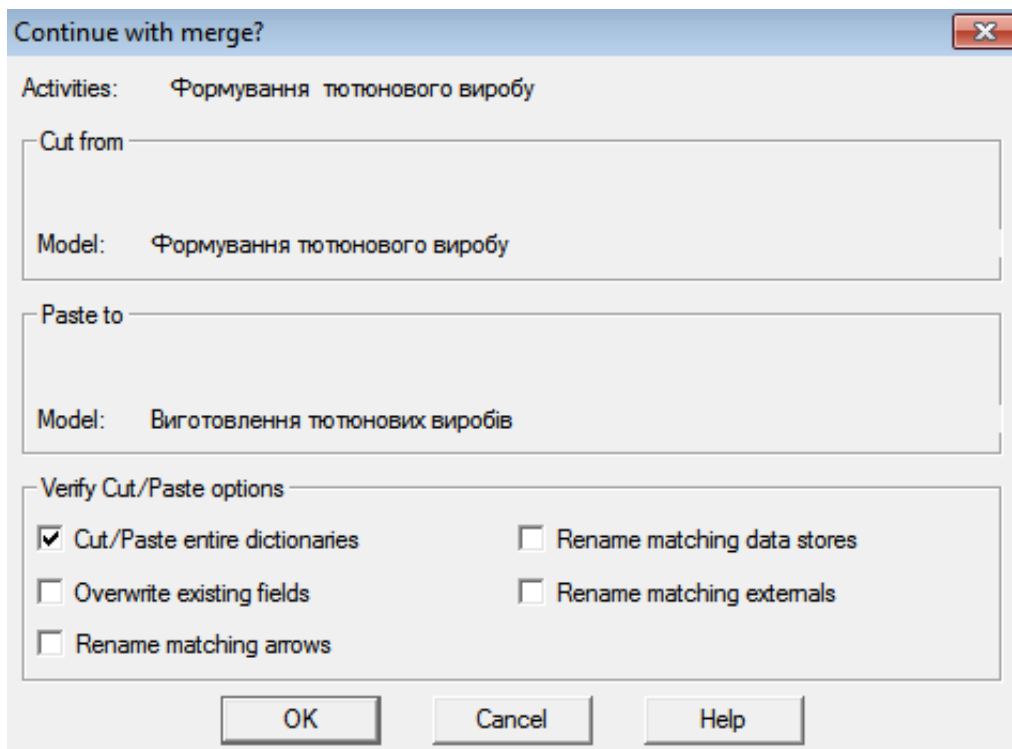 Continue with merge?
Activities: Формування тютюнового виробу
Cut from
Model: Формування тютюнового виробу
Paste to
Model: Виготовлення тютюнових виробів
Verify Cut/Paste options
Cut/Paste entire dictionaries Rename matching data stores
Overwrite existing fields Rename matching externals
Rename matching arrows
OK Cancel Help